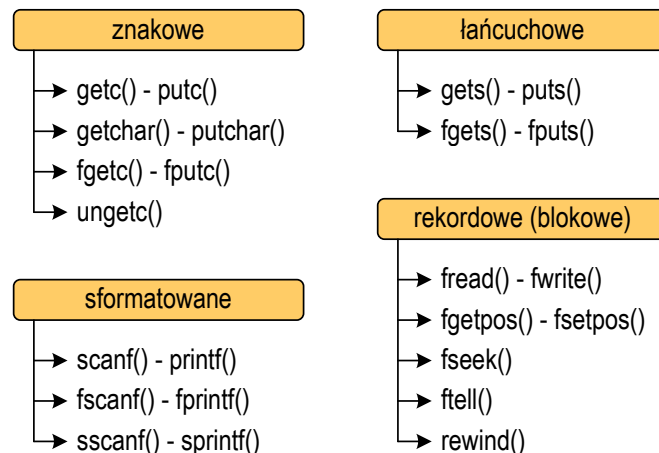 znakowe
getc() - putc()
getchar() - putchar()
fgetc() - fputc()
ungetc()
sformatowane
scanf() - printf()
fscanf() - fprintf()
sscanf() - sprintf()
łańcuchowe
gets() - puts()
fgets() - fputs()
rekordowe (blokowe)
fread() - fwrite()
fgetpos() - fsetpos()
fseek()
ftell()
rewind()